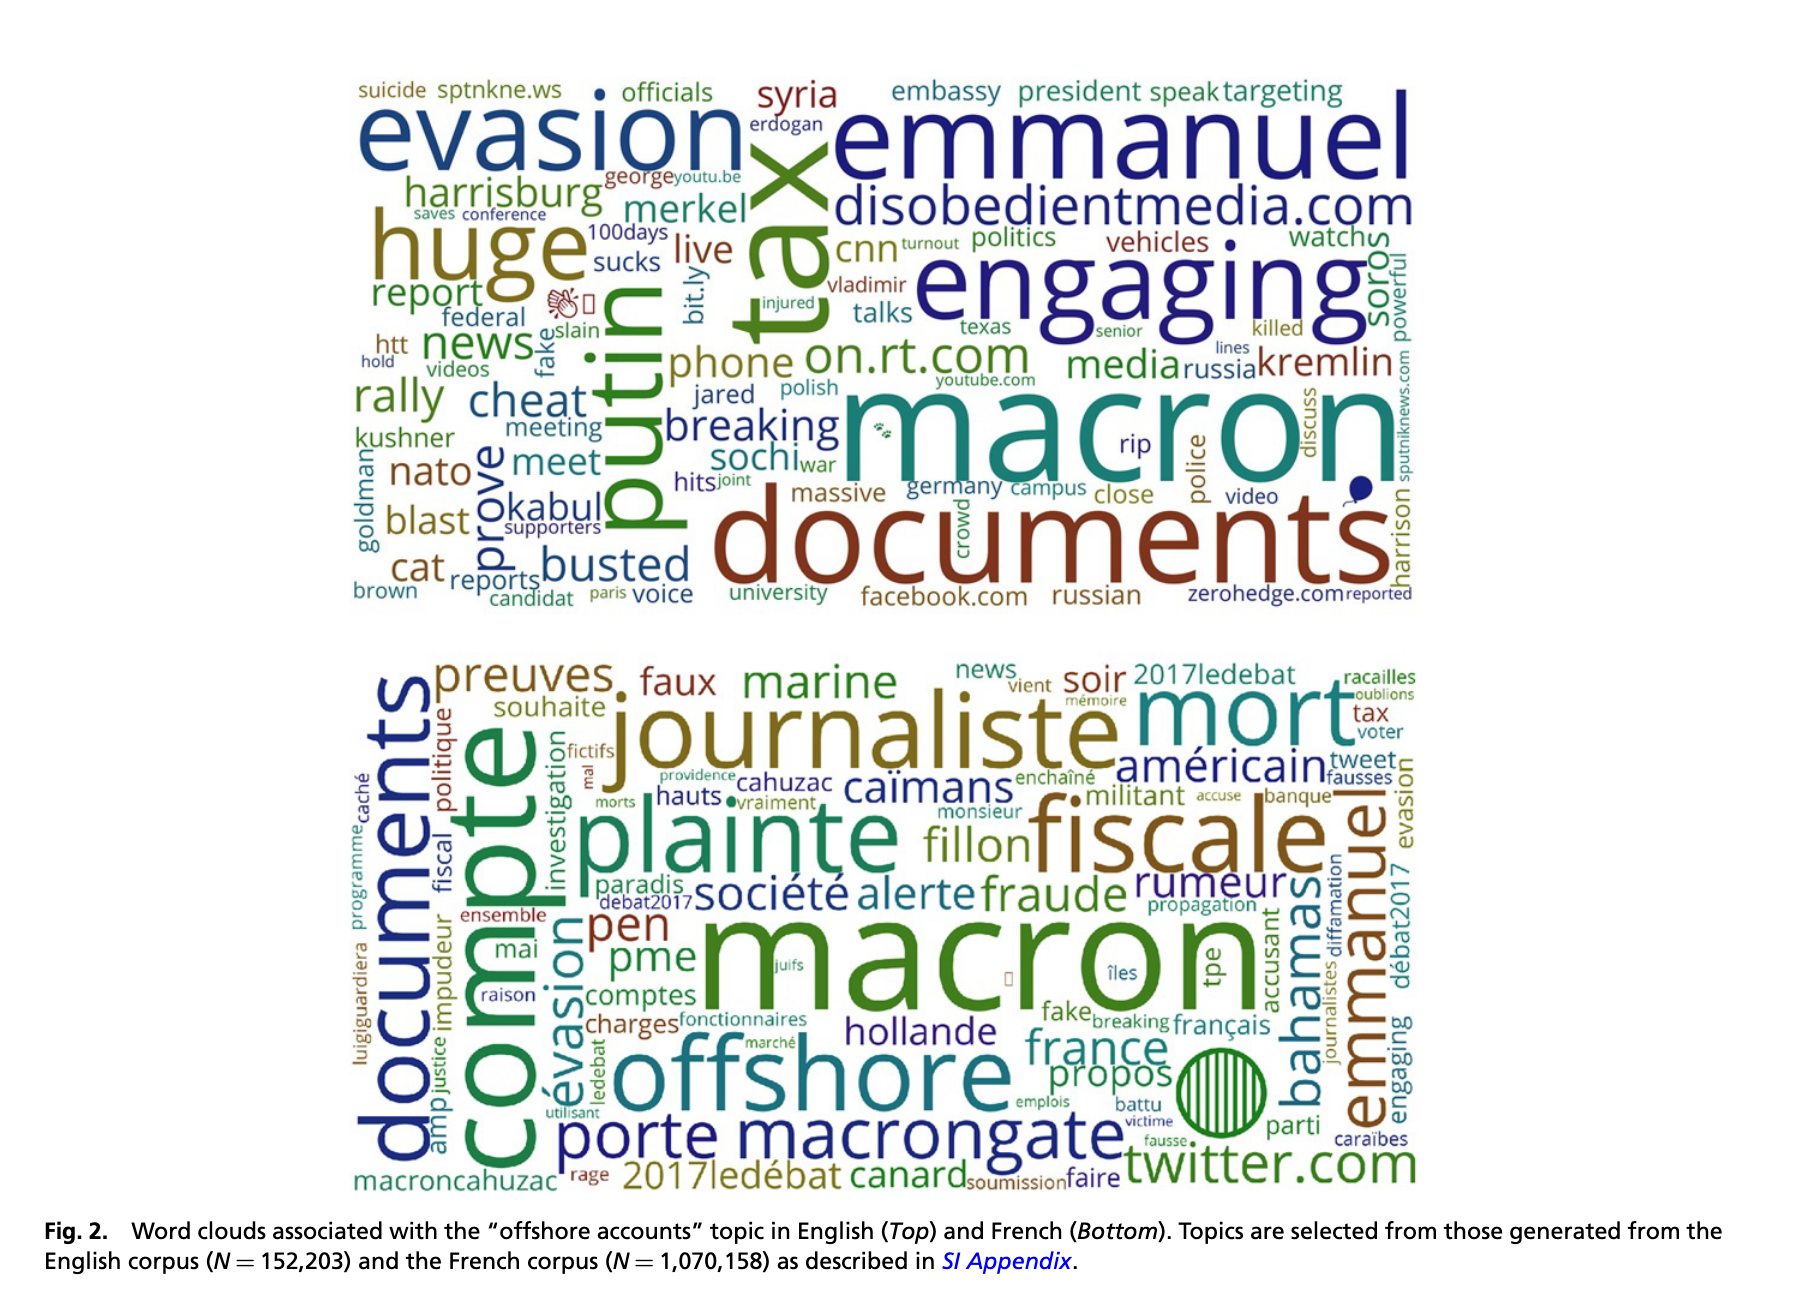 suicide sptnkne.ws officials syria embassy president speak targeting
evasion erdogan emmanuel
tax
george youtu.be
harrisburg merkel disobedientmedia.com
saves conference
huge 100days live cnn turnout politics vehicles watch
sucks engaging soros
report bit.ly vladimir powerful
federal injured talks
putin
htt news fake slain texas senior killed
hold videos phone on.rt.com media russia lines kremlin
youtube.com
rally cheat jared polish macron discuss sputniknews.com
kushner meeting breaking rip police
goldman nato prove meet sochi war
hits joint massive germany campus close video
blast kabul documents harrison
supporters crowd
cat reports busted
brown candidat paris voice university facebook.com russian zerohedge.com reported
documents preuves faux marine news vient soir 2017ledebat racailles
souhaite journaliste mémoire mort oublions
politique tax
compte fictifs voter
investigation mal providence cahuzac caïmans enchaîné américain tweet
caché morts hauts vraiment militant accuse banque fausses
plainte monsieur fiscale evasion
programme fiscal fillon emmanuel
paradis société alerte fraude rumeur diffamation
debat2017 propagation bahamas débat2017
ensemble pen macron accusant
impudeur mai évasion pme juifs îles tpe
luigiguardiera raison comptes journalistes
charges fonctionnaires hollande fake breaking français
justice ledebat marché france engaging
offshore propos
amp utilisant emplois battu
porte macrongate victime parti
fausse caraïbes
macroncahuzac rage 2017ledébat canard soumission faire twitter.com
Fig. 2. Word clouds associated with the “offshore accounts” topic in English (Top) and French (Bottom). Topics are selected from those generated from the
English corpus (N = 152,203) and the French corpus (N = 1,070,158) as described in SI Appendix.